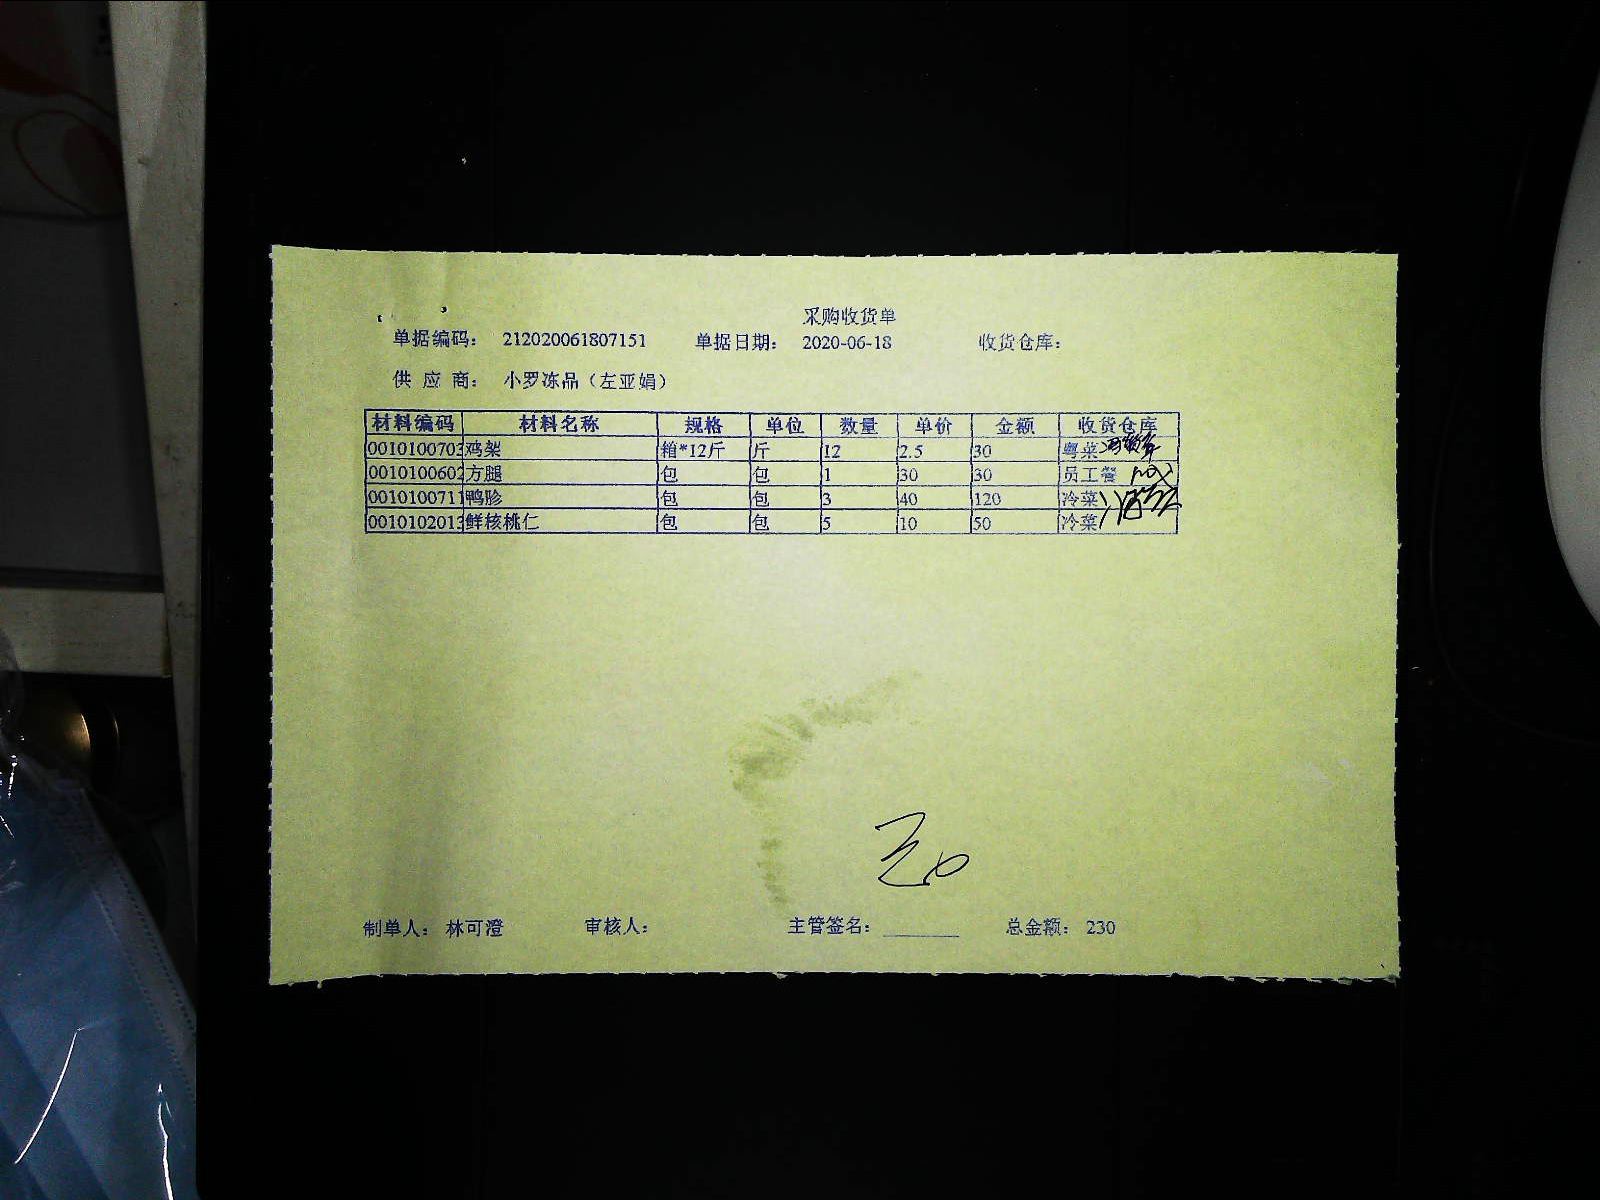 采购收货单
单据编码： 212020061807151 单据日期： 2020-06-18 收货仓库：
供 应 商： 小罗冻品（左亚娟）
材料编码 材料名称 规格 单位 数量 单价 金额 收货仓库
0010100703 鸡架 箱*12斤 斤 12 2.5 30 粤菜
0010100602 方腿 包 包 1 30 30 员工餐
0010100711 鸭胗 包 包 3 40 120 冷菜
0010102013 鲜核桃仁 包 包 5 10 50 冷菜
制单人： 林可澄 审核人： 主管签名： 总金额： 230